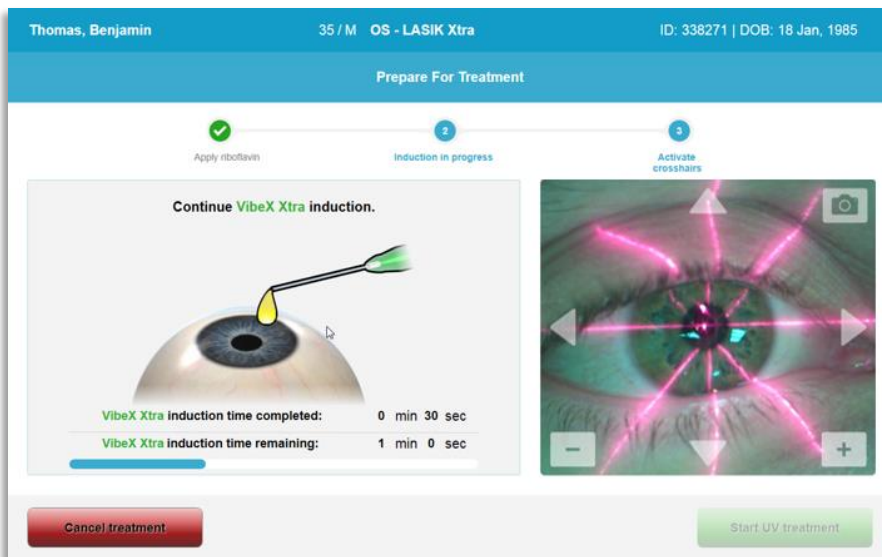 Thomas, Benjamin 35 / M OS - LASIK Xtra ID: 338271 | DOB: 18 Jan, 1985
Prepare For Treatment
2 3
Apply riboflavin Induction in progress Activate
crosshairs
Continue VibeX Xtra induction.
VibeX Xtra induction time completed: 0 min 30 sec
VibeX Xtra induction time remaining: 1 min 0 sec
Cancel treatment Start UV treatment